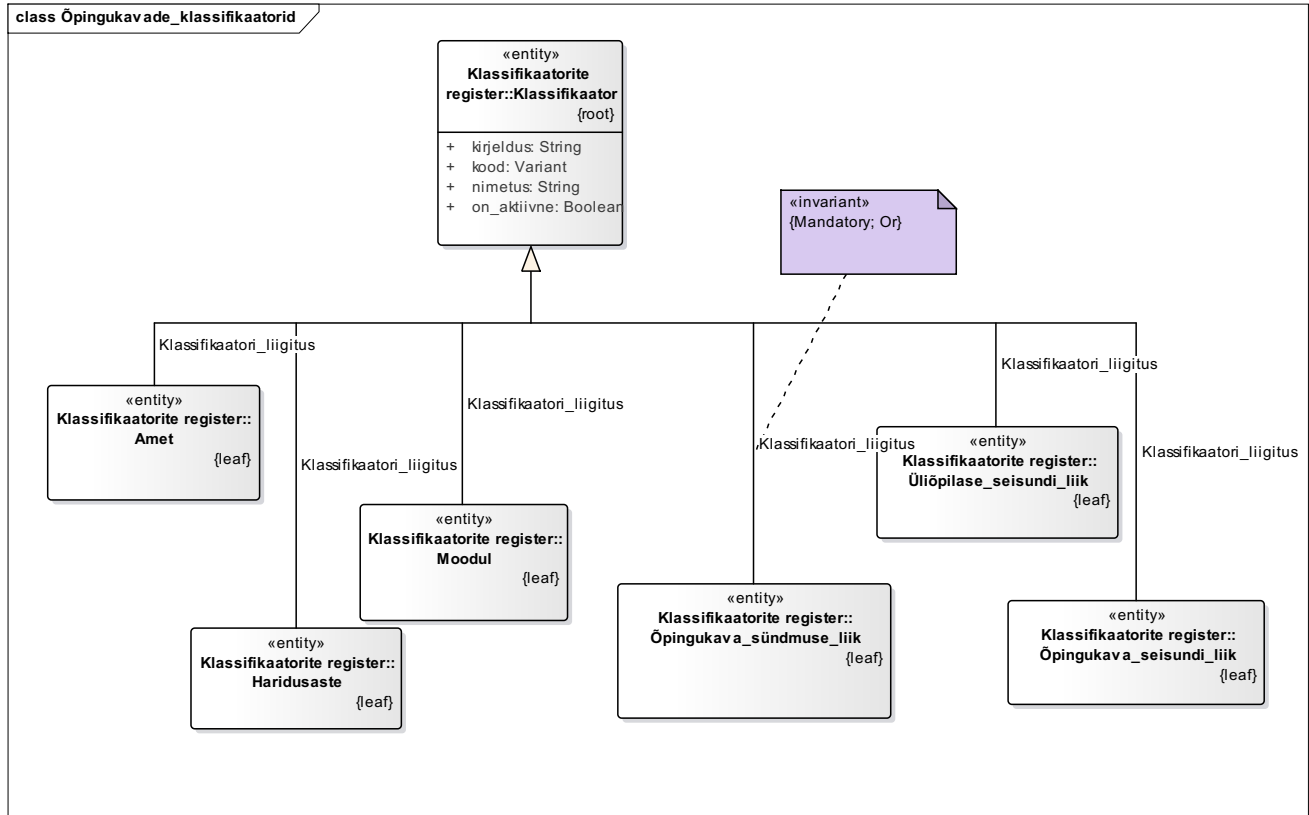 class Õpingukavade_klassifikaatorid
«entity»
Klassifikaatorite
register::Klassifikaator
{root}
+ kirjeldus: String
+ kood: Variant
+ nimetus: String
+ on_aktiivne: Boolean
«invariant»
{Mandatory; Or}
Klassifikaatori_liigitus
Klassifikaatori_liigitus
Klassifikaatori_liigitus
Klassifikaatori_liigitus
Klassifikaatori_liigitus
Klassifikaatori_liigitus
«entity»
Klassifikaatorite register::
Amet
{leaf}
«entity»
Klassifikaatorite register::
Üliõpilase_seisundi_liik
{leaf}
«entity»
Klassifikaatorite register::
Moodul
{leaf}
«entity»
Klassifikaatorite register::
Õpingukava_sündmuse_liik
{leaf}
«entity»
Klassifikaatorite register::
Õpingukava_seisundi_liik
{leaf}
«entity»
Klassifikaatorite register::
Haridusaste
{leaf}